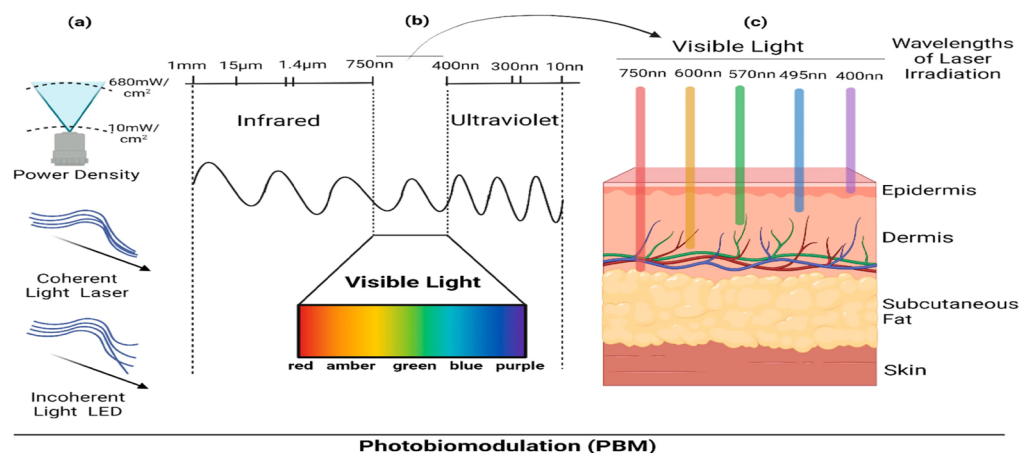 (a)
680mW/
cm²
10mW/
cm²
Power Density
Coherent
Light Laser
Incoherent
Light LED
(b)
1mm 15μm 1.4μm 750nn 400nn 300nn 10nn
Infrared
Ultraviolet
Visible Light
red amber green blue purple
(c)
Visible Light
750nn 600nn 570nn 495nn 400nn
Wavelengths
of Laser
Irradiation
Epidermis
Dermis
Subcutaneous
Fat
Skin
Photobiomodulation (PBM)